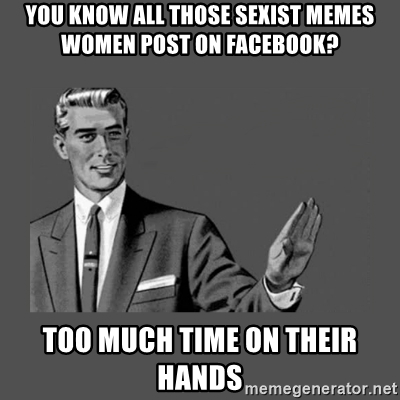 YOU KNOW ALL THOSE SEXIST MEMES
WOMEN POST ON FACEBOOK?
TOO MUCH TIME ON THEIR
HANDS
memegenerator.net